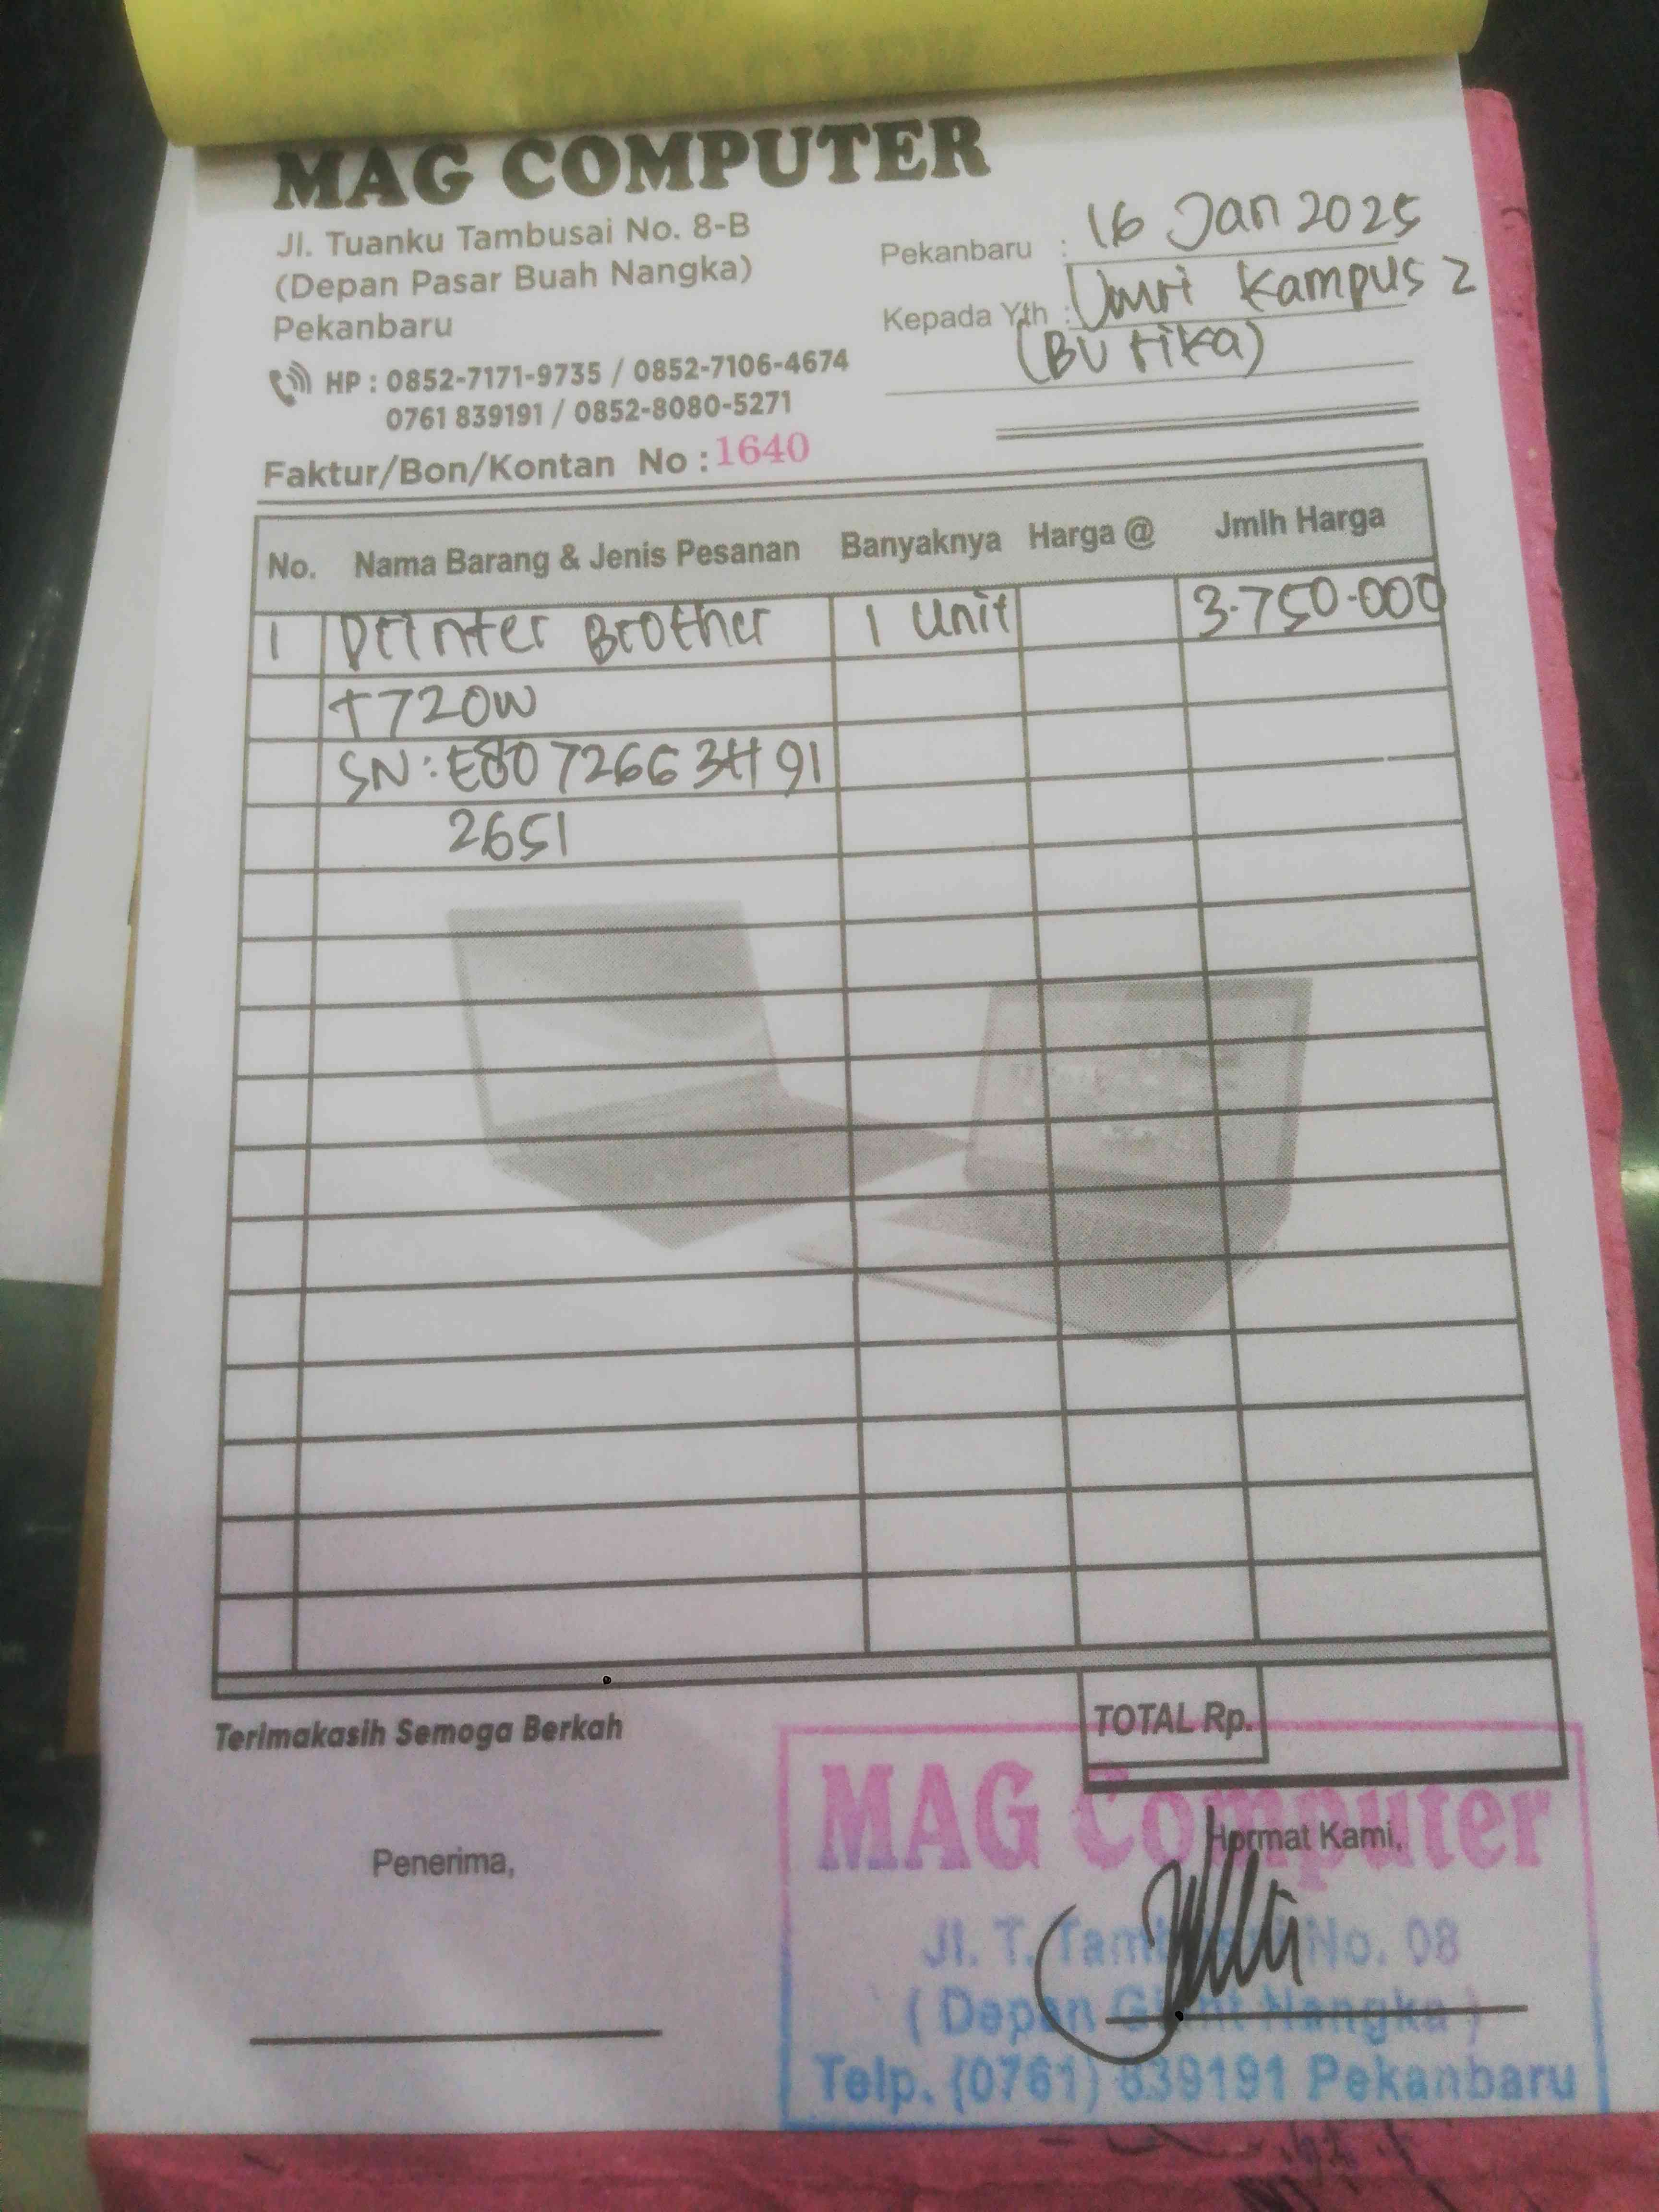 MAG COMPUTER
Jl. Tuanku Tambusai No. 8-B
(Depan Pasar Buah Nangka)
Pekanbaru
HP : 0852-7171-9735 / 0852-7106-4674
0761 839191 / 0852-8080-5271
Faktur/Bon/Kontan No : 1640
Pekanbaru : 16 Jan 2025
Kepada Yth : Umri Kampus 2
(BU tika)
No. Nama Barang & Jenis Pesanan Banyaknya Harga @ Jmlh Harga
1 Printer Brother 1 Unit 3.750.000
T720W
SN: E80726634H91
2651
TOTAL Rp.
Terimakasih Semoga Berkah
Penerima,
Hormat Kami,
MAG Computer
Jl. T. Tambusai No. 08
( Depan Giant Nangka )
Telp. (0761) 839191 Pekanbaru